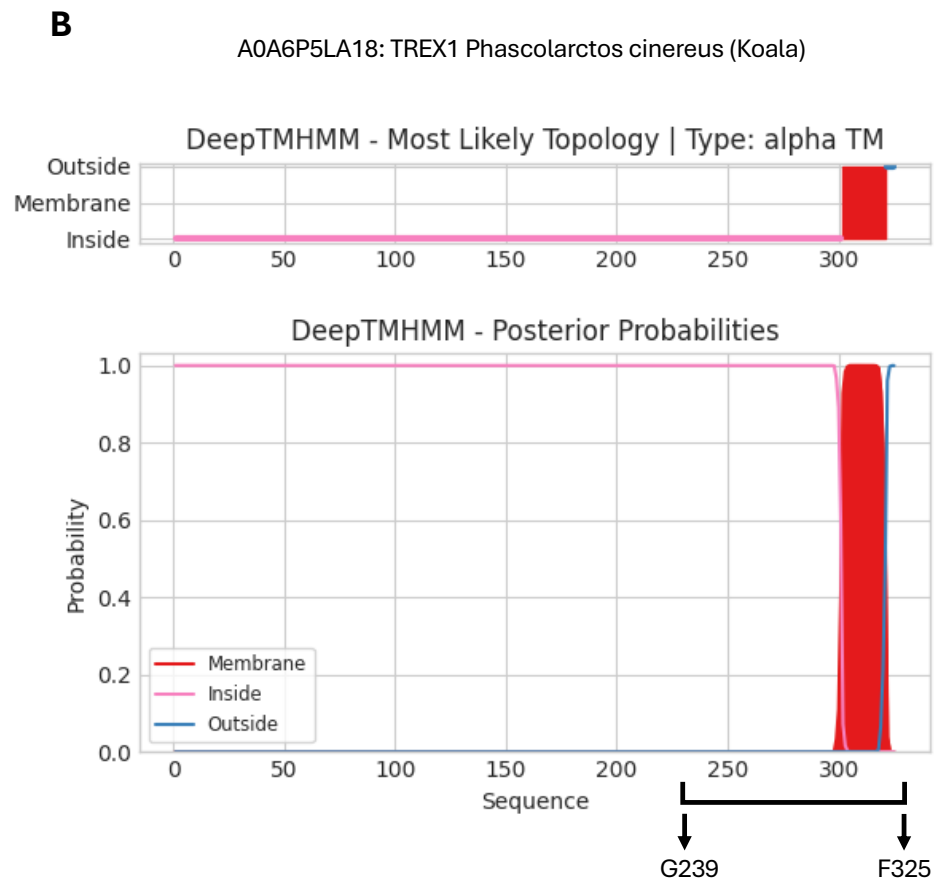 B
A0A6P5LA18: TREX1 Phascolarctos cinereus (Koala)
DeepTMHMM - Most Likely Topology | Type: alpha TM
Outside
Membrane
Inside
0 50 100 150 200 250 300
DeepTMHMM - Posterior Probabilities
1.0
0.8
0.6
0.4
0.2
0.0
Probability
Membrane
Inside
Outside
0 50 100 150 200 250 300
Sequence
G239 F325